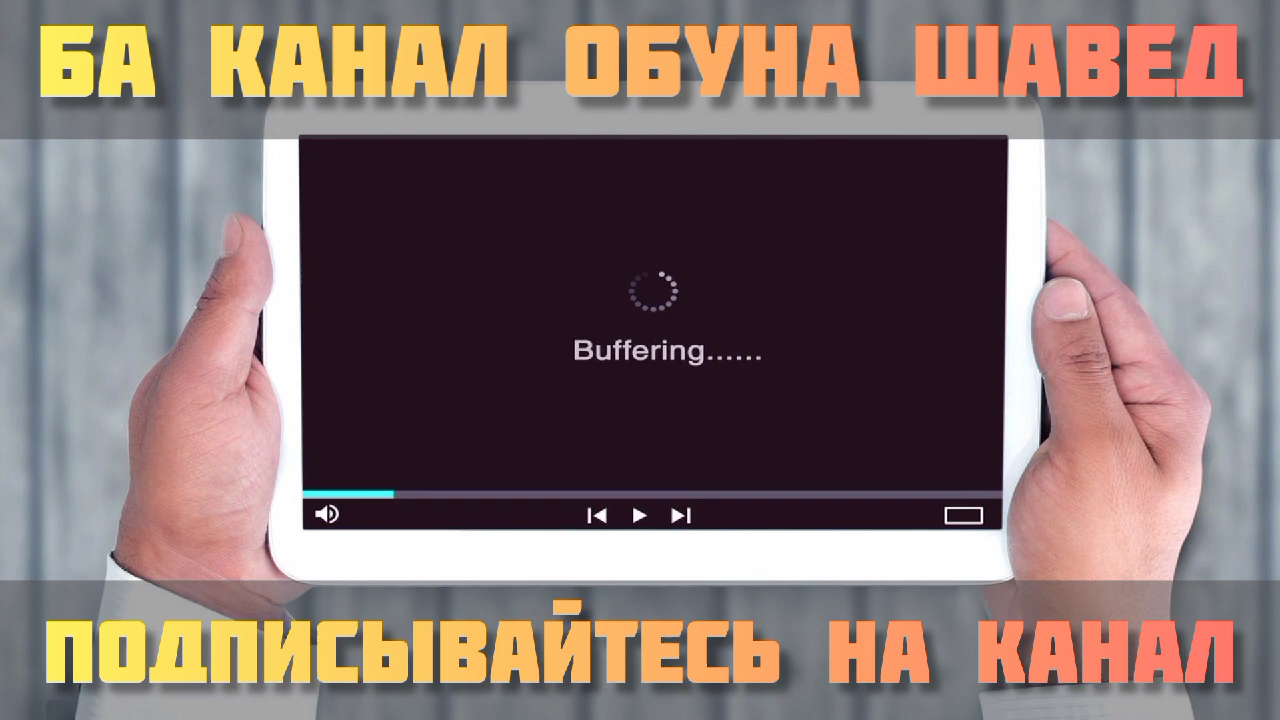 БА КАНАЛ ОБУНА ШАВЕД
Buffering......
ПОДПИСЫВАЙТЕСЬ НА КАНАЛ